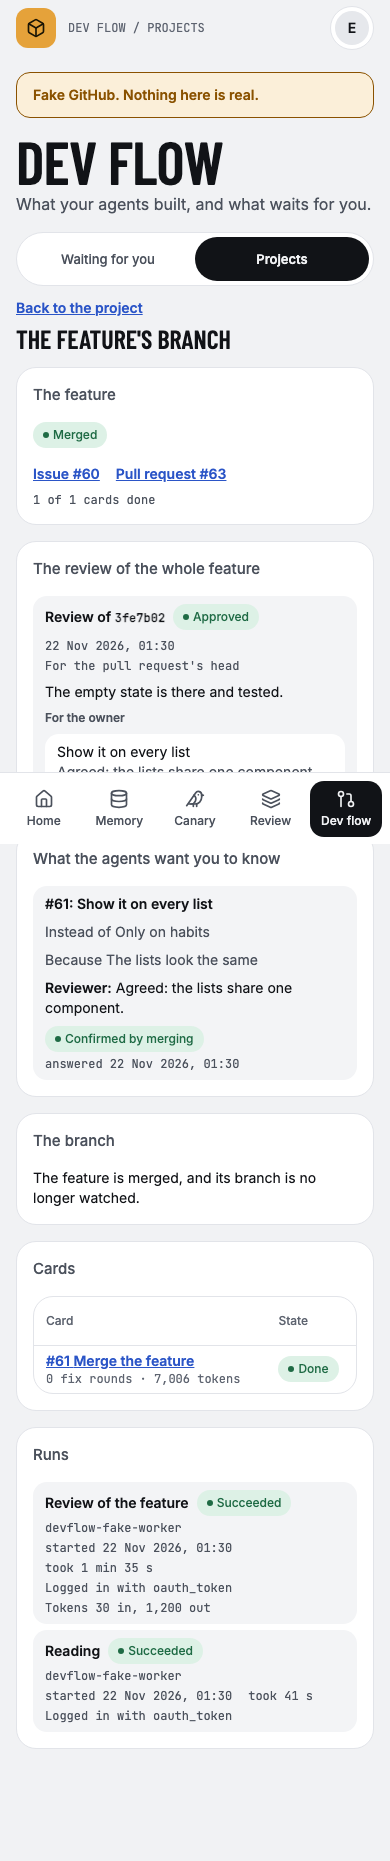 DEV FLOW / PROJECTS
E
Fake GitHub. Nothing here is real.
DEV FLOW
What your agents built, and what waits for you.
Waiting for you
Projects
Back to the project
THE FEATURE'S BRANCH
The feature
Merged
Issue #60 Pull request #63
1 of 1 cards done
The review of the whole feature
Review of 3fe7b02 Approved
22 Nov 2026, 01:30
For the pull request's head
The empty state is there and tested.
For the owner
Show it on every list
Agreed: the lists share one component
Home
Memory
Canary
Review
Dev flow
What the agents want you to know
#61: Show it on every list
Instead of Only on habits
Because The lists look the same
Reviewer: Agreed: the lists share one
component.
Confirmed by merging
answered 22 Nov 2026, 01:30
The branch
The feature is merged, and its branch is no
longer watched.
Cards
Card State
#61 Merge the feature
0 fix rounds · 7,006 tokens
Done
Runs
Review of the feature Succeeded
devflow-fake-worker
started 22 Nov 2026, 01:30
took 1 min 35 s
Logged in with oauth_token
Tokens 30 in, 1,200 out
Reading Succeeded
devflow-fake-worker
started 22 Nov 2026, 01:30 took 41 s
Logged in with oauth_token